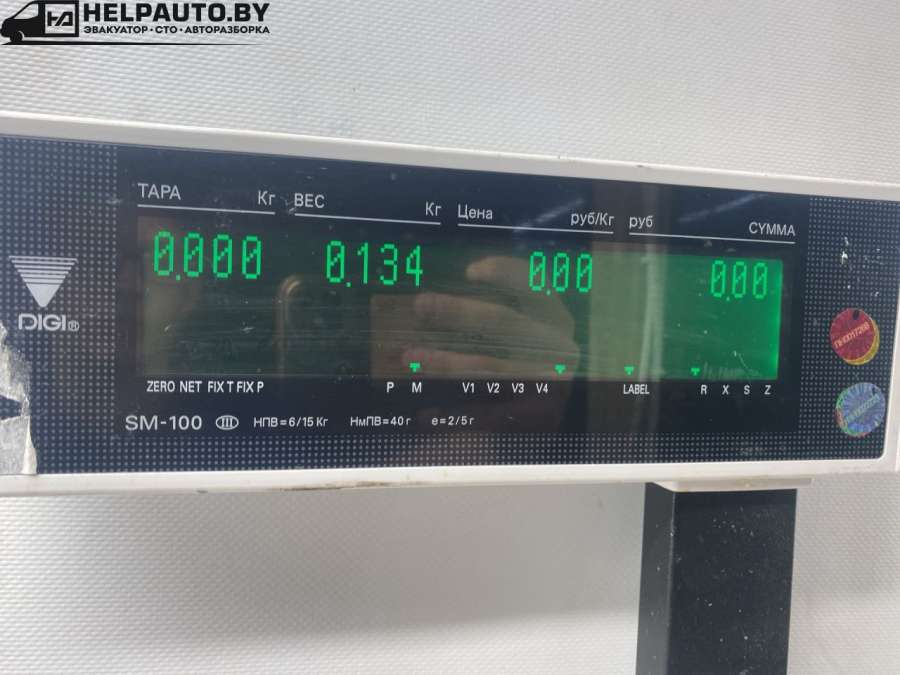 HELPAUTO.BY
ЭВАКУАТОР · СТО · АВТОРАЗБОРКА
ТАРА Кг ВЕС Кг Цена руб/Кг руб СУММА
0.000 0.134 0.00 0.00
DIGI®
ZERO NET FIX T FIX P P M V1 V2 V3 V4 LABEL R X S Z
SM-100 III НПВ=6/15 Кг НмПВ=40 г е=2/5 г